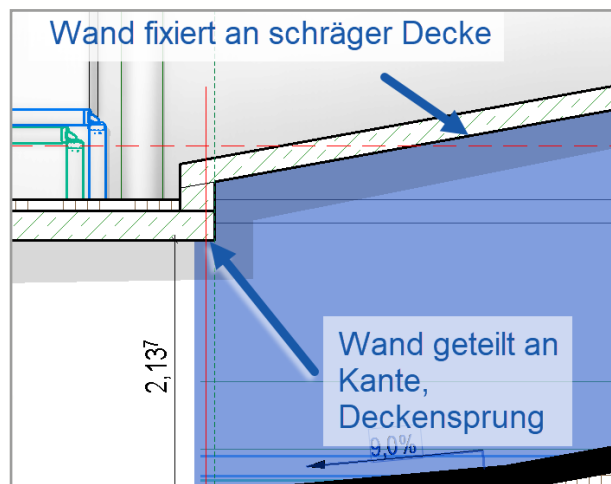 Wand fixiert an schräger Decke
Wand geteilt an
Kante,
Deckensprung
2,13⁷
9,0%